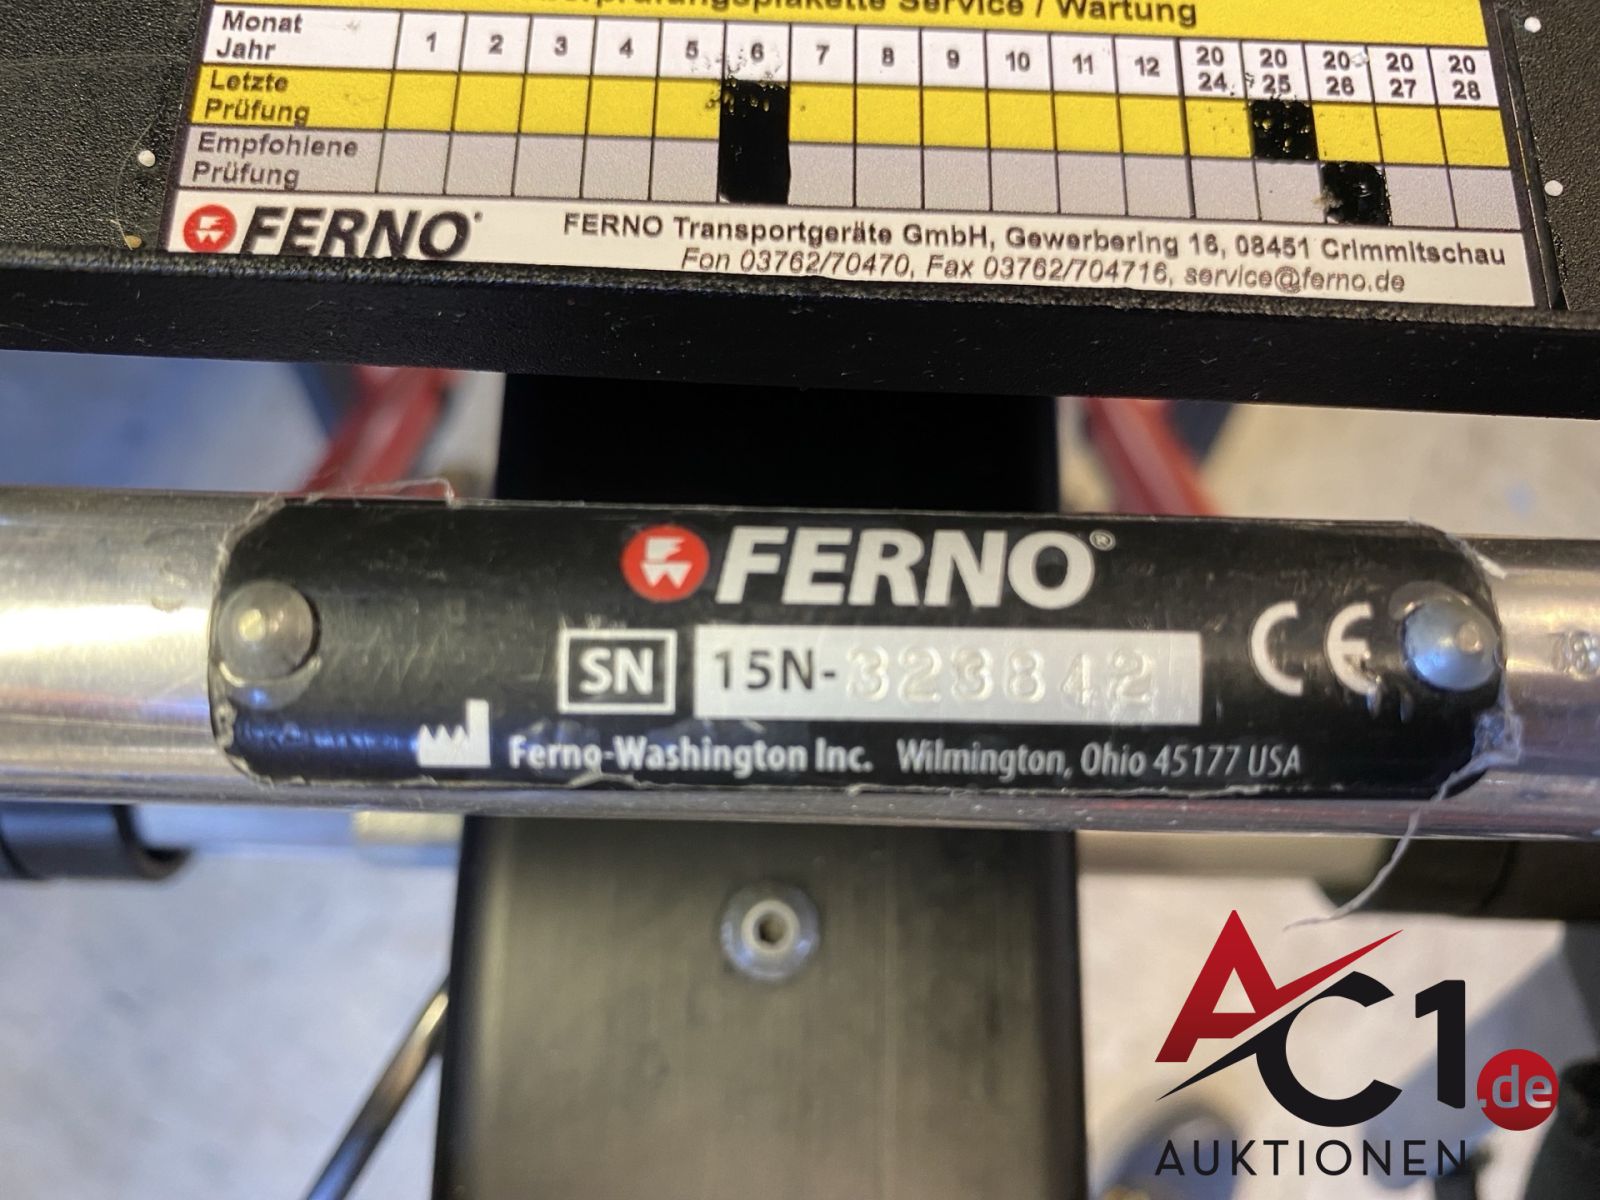 Service / Wartung
Monat
Jahr
1 2 3 4 5 6 7 8 9 10 11 12 20 24 20 25 20 26 20 27 20 28
Letzte
Prüfung
Empfohlene
Prüfung
FERNO
FERNO Transportgeräte GmbH, Gewerbering 16, 08451 Crimmitschau
Fon 03762/70470, Fax 03762/704716, service@ferno.de
FERNO®
SN 15N-323842 CE
Ferno-Washington Inc. Wilmington, Ohio 45177 USA
AC1.de
AUKTIONEN